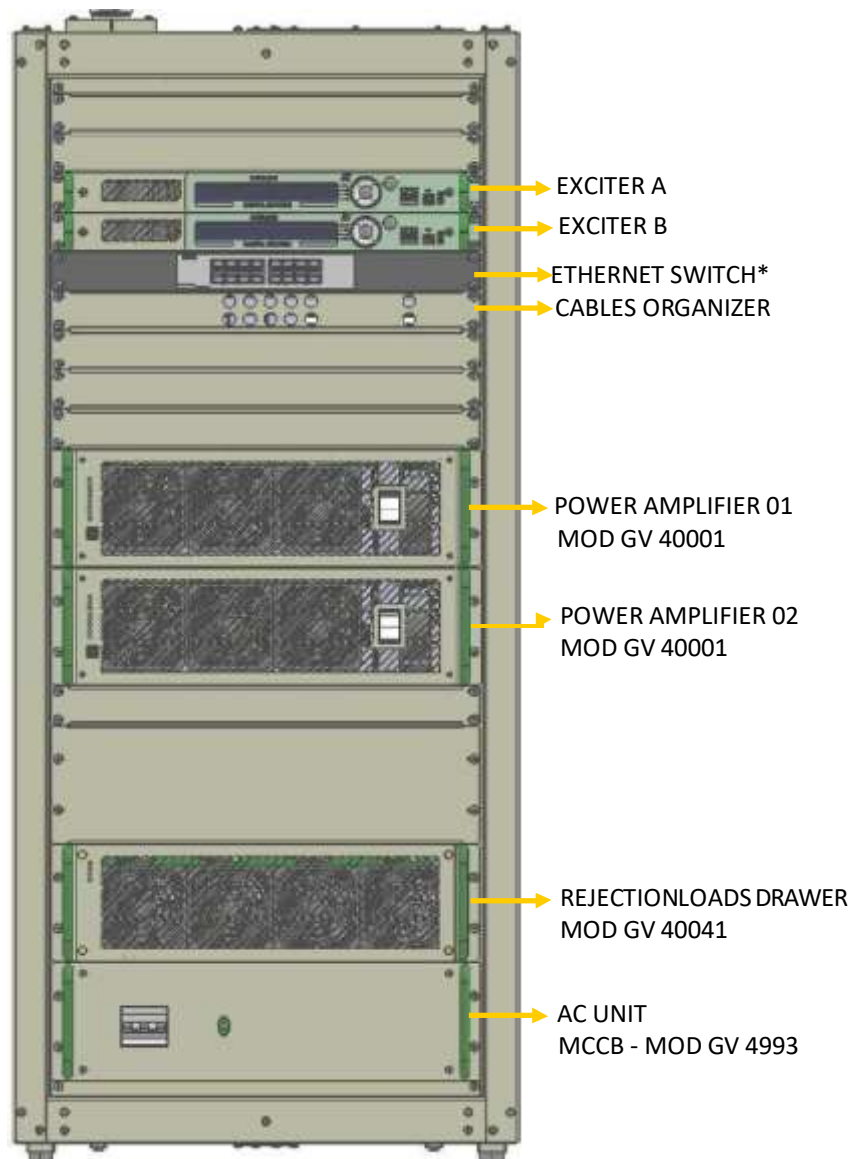 EXCITER A
EXCITER B
ETHERNET SWITCH*
CABLES ORGANIZER
POWER AMPLIFIER 01
MOD GV 40001
POWER AMPLIFIER 02
MOD GV 40001
REJECTIONLOADS DRAWER
MOD GV 40041
AC UNIT
MCCB - MOD GV 4993